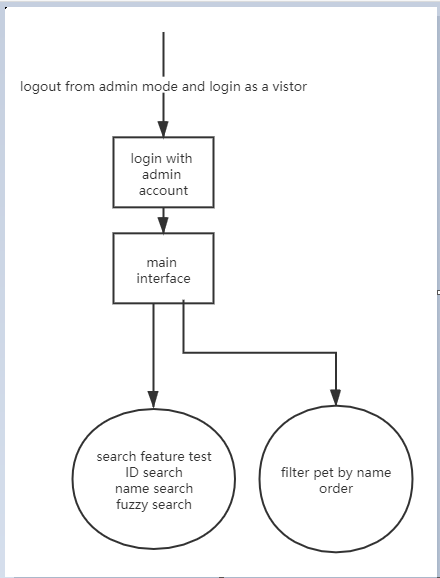 logout from admin mode and login as a vistor
login with
admin
account
main
interface
search feature test
ID search
name search
fuzzy search
filter pet by name
order